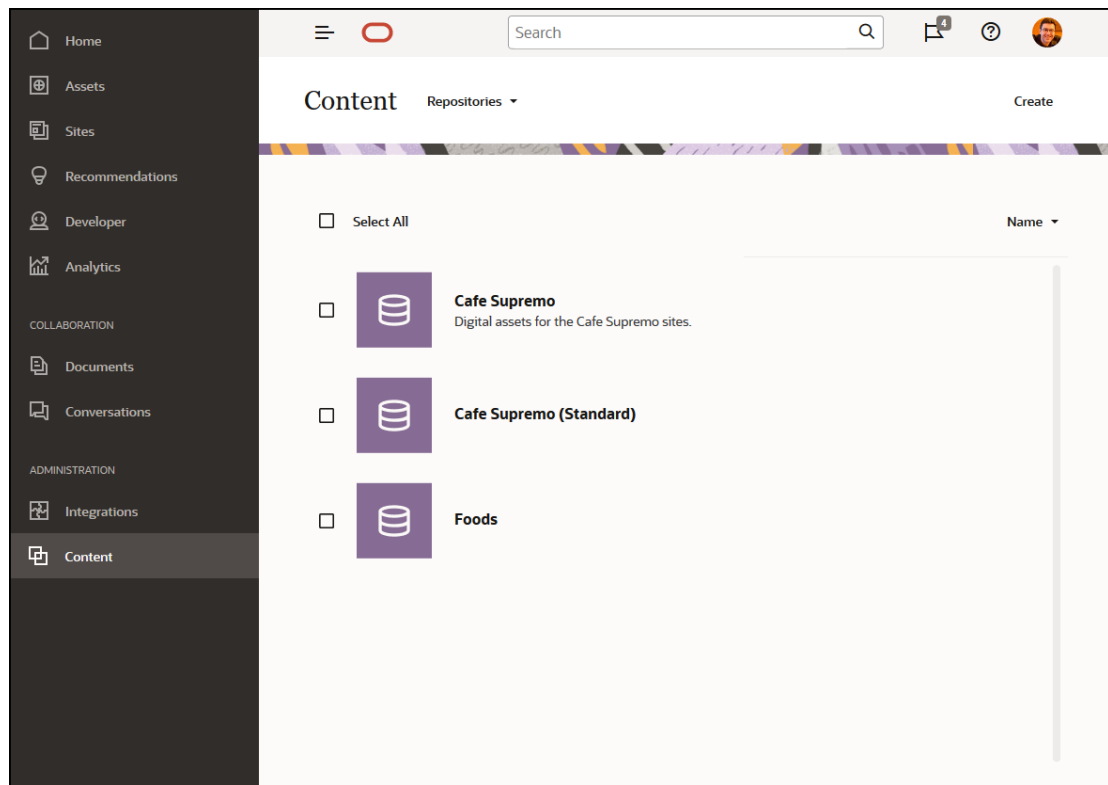 Home
Assets
Sites
Recommendations
Developer
Analytics
COLLABORATION
Documents
Conversations
ADMINISTRATION
Integrations
Content
Search
4
Content
Repositories
Create
Select All
Name
Cafe Supremo
Digital assets for the Cafe Supremo sites.
Cafe Supremo (Standard)
Foods